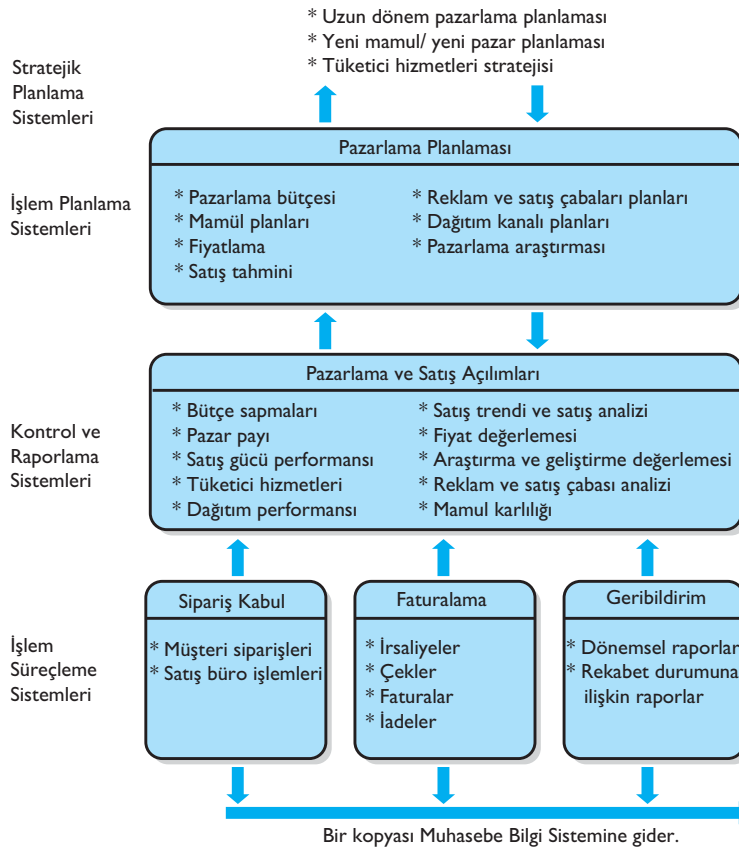 * Uzun dönem pazarlama planlaması
* Yeni mamul/ yeni pazar planlaması
* Tüketici hizmetleri stratejisi
Stratejik
Planlama
Sistemleri
Pazarlama Planlaması
İşlem Planlama
Sistemleri
* Pazarlama bütçesi
* Mamül planları
* Fiyatlama
* Satış tahmini
* Reklam ve satış çabaları planları
* Dağıtım kanalı planları
* Pazarlama araştırması
Pazarlama ve Satış Açılımları
Kontrol ve
Raporlama
Sistemleri
* Bütçe sapmaları
* Pazar payı
* Satış gücü performansı
* Tüketici hizmetleri
* Dağıtım performansı
* Satış trendi ve satış analizi
* Fiyat değerlemesi
* Araştırma ve geliştirme değerlemesi
* Reklam ve satış çabası analizi
* Mamul karlılığı
İşlem
Süreçleme
Sistemleri
Sipariş Kabul
* Müşteri siparişleri
* Satış büro işlemleri
Faturalama
* İrsaliyeler
* Çekler
* Faturalar
* İadeler
Geribildirim
* Dönemsel raporlar
* Rekabet durumuna
ilişkin raporlar
Bir kopyası Muhasebe Bilgi Sistemine gider.